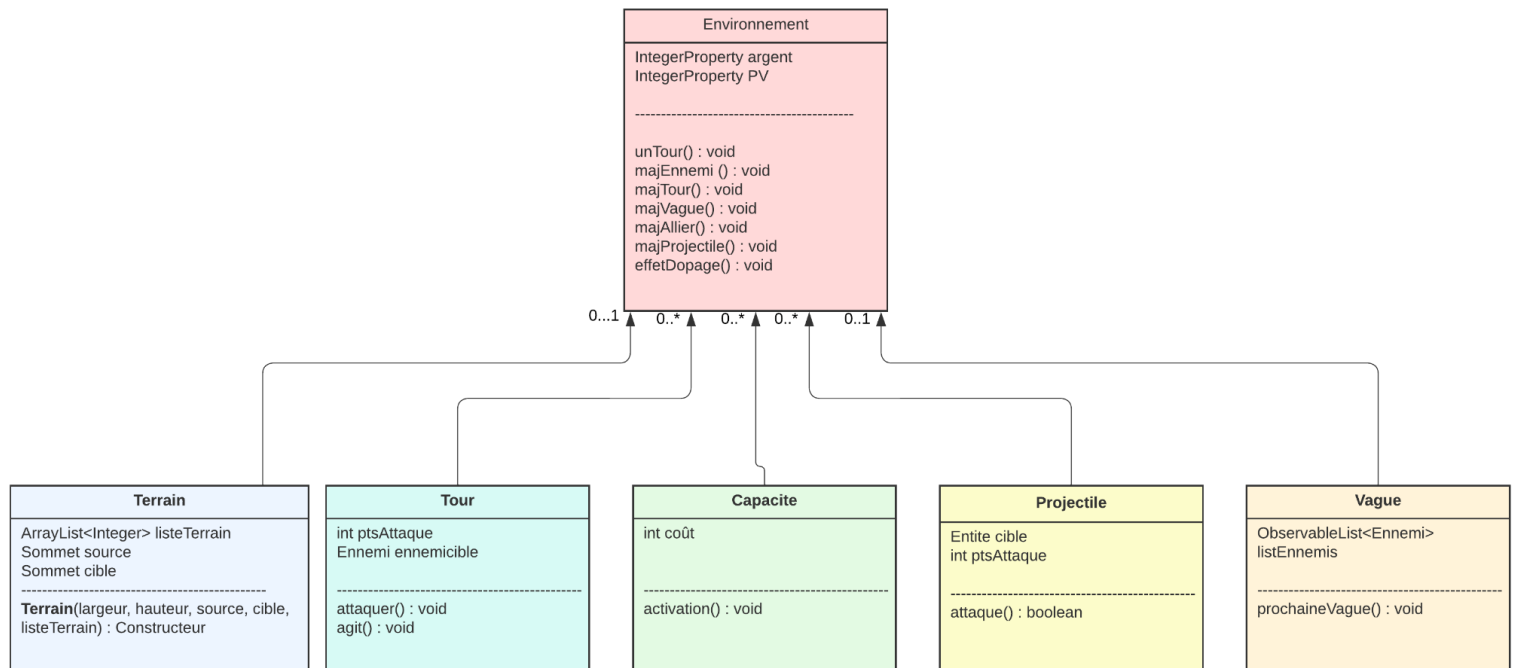 Environnement
IntegerProperty argent
IntegerProperty PV
------------------------------------------
unTour() : void
majEnnemi () : void
majTour() : void
majVague() : void
majAllier() : void
majProjectile() : void
effetDopage() : void
0...1
0..*
0..*
0..*
0..1
Terrain
ArrayList<Integer> listeTerrain
Sommet source
Sommet cible
-----------------------------------------------
Terrain(largeur, hauteur, source, cible,
listeTerrain) : Constructeur
Tour
int ptsAttaque
Ennemi ennemicible
-----------------------------------------------
attaquer() : void
agit() : void
Capacite
int coût
-----------------------------------------------
activation() : void
Projectile
Entite cible
int ptsAttaque
-----------------------------------------------
attaque() : boolean
Vague
ObservableList<Ennemi>
listEnnemis
-----------------------------------------------
prochaineVague() : void